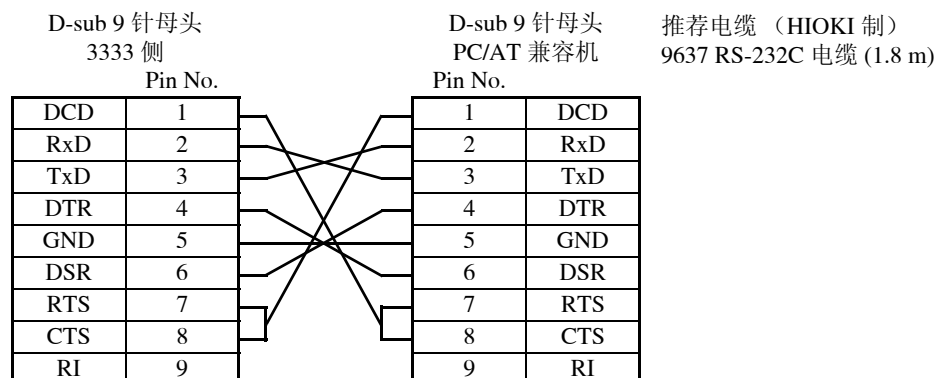 D-sub 9 针母头 D-sub 9 针母头 推荐电缆 （HIOKI 制）
3333 侧 PC/AT 兼容机 9637 RS-232C 电缆 (1.8 m)
Pin No. Pin No.
DCD 1 1 DCD
RxD 2 2 RxD
TxD 3 3 TxD
DTR 4 4 DTR
GND 5 5 GND
DSR 6 6 DSR
RTS 7 7 RTS
CTS 8 8 CTS
RI 9 9 RI